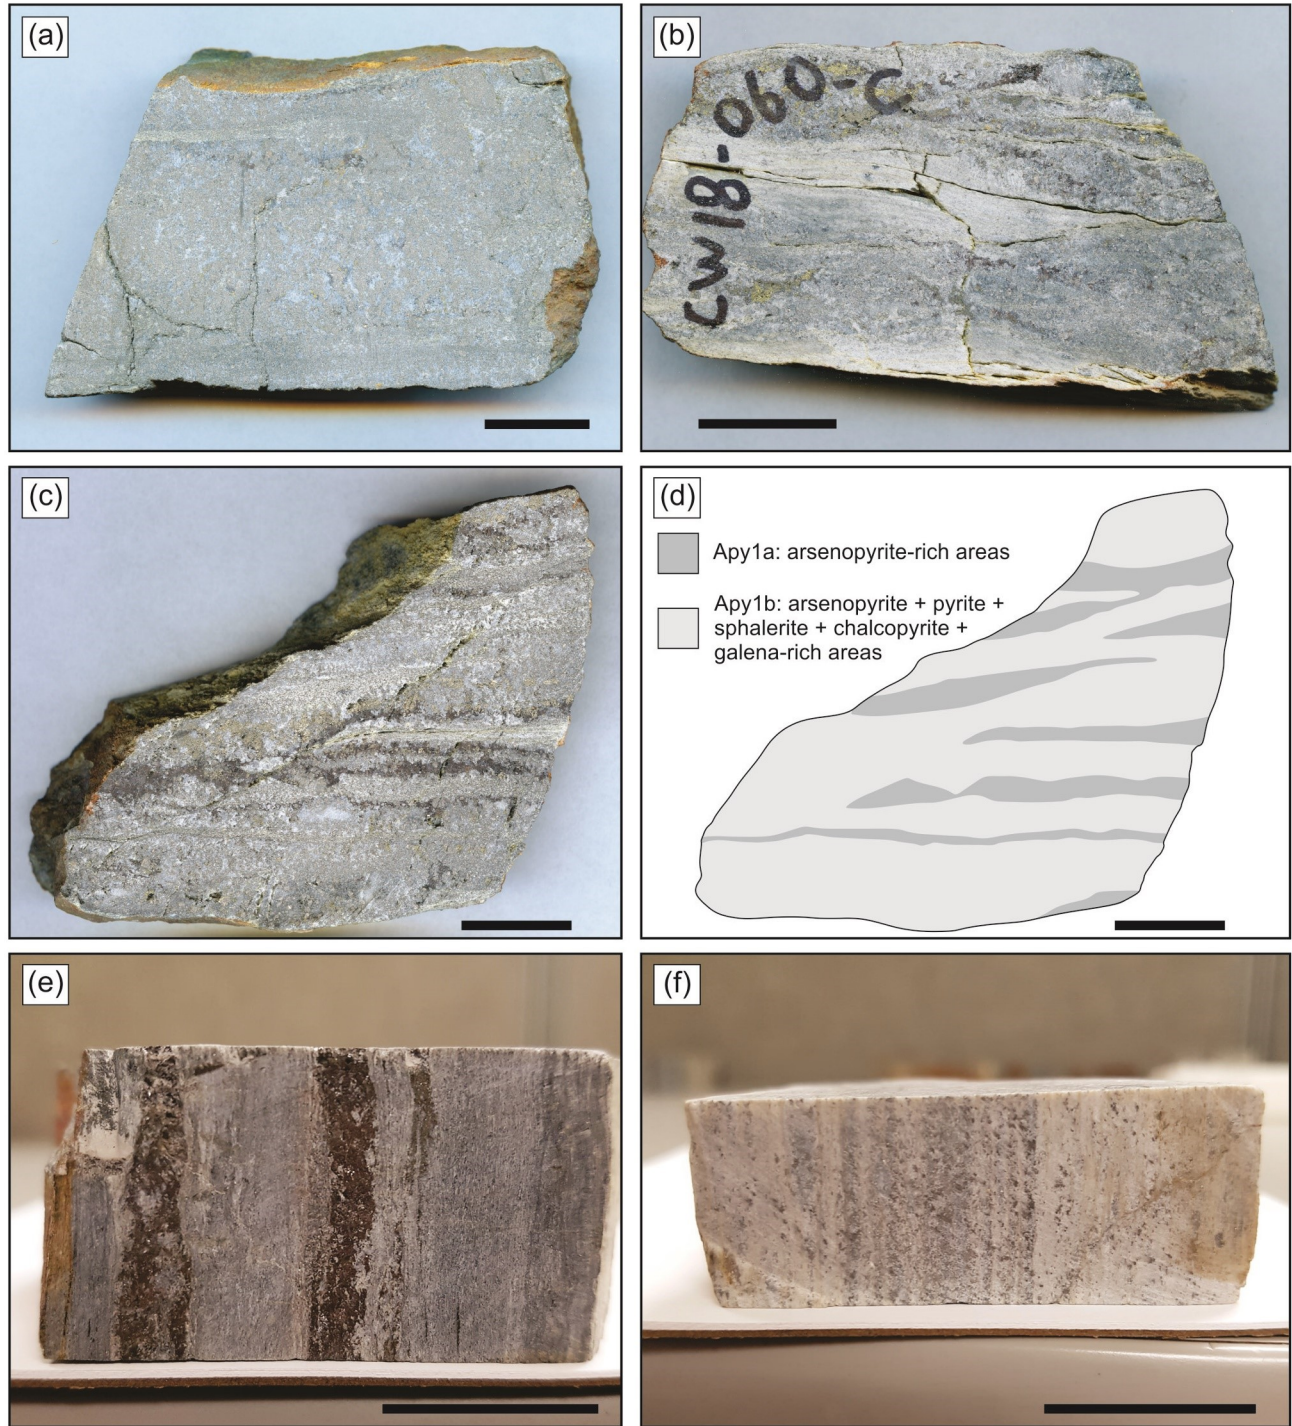 (a)
(b)
CW18-060-C
(c)
(d)
Apy1a: arsenopyrite-rich areas
Apy1b: arsenopyrite + pyrite +
sphalerite + chalcopyrite +
galena-rich areas
(e)
(f)